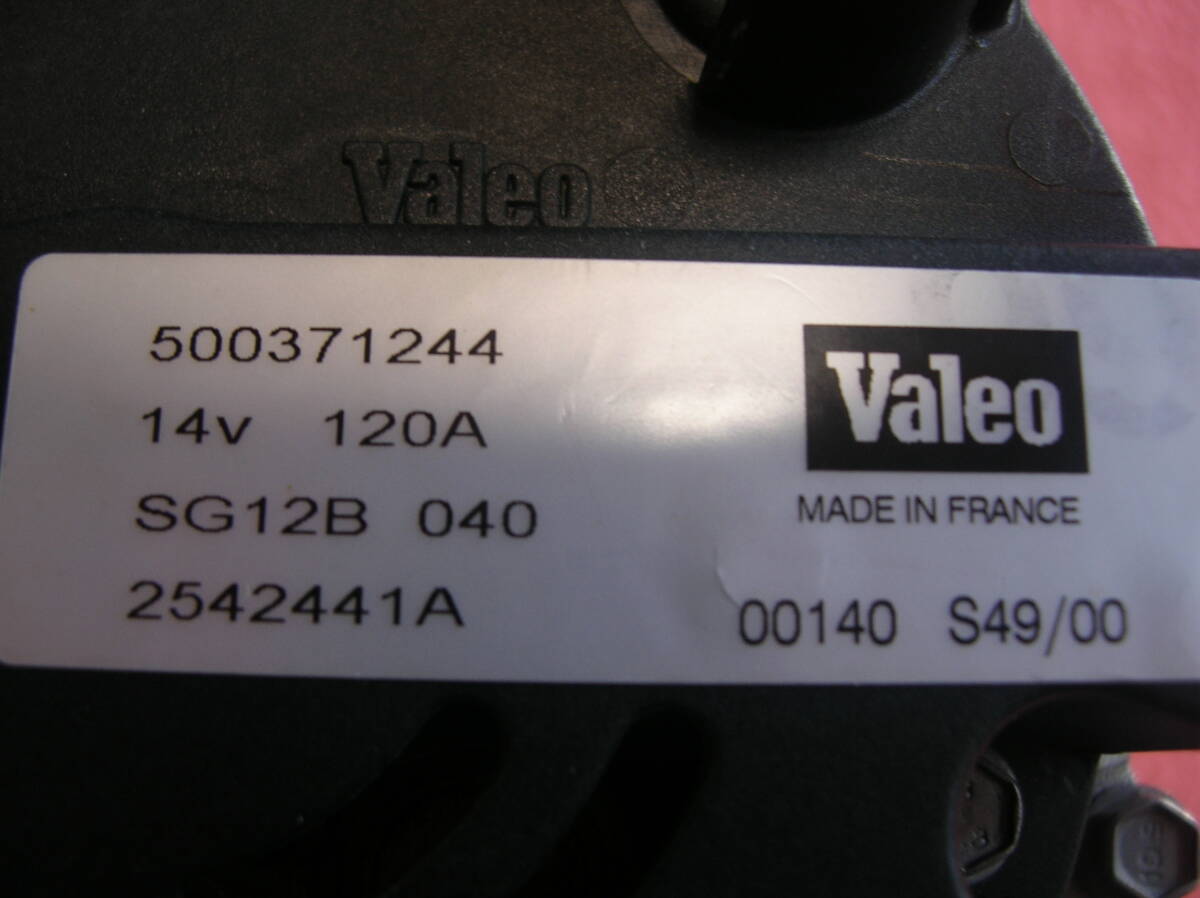 Valeo
500371244
14v 120A
SG12B 040
2542441A
Valeo
MADE IN FRANCE
00140 S49/00